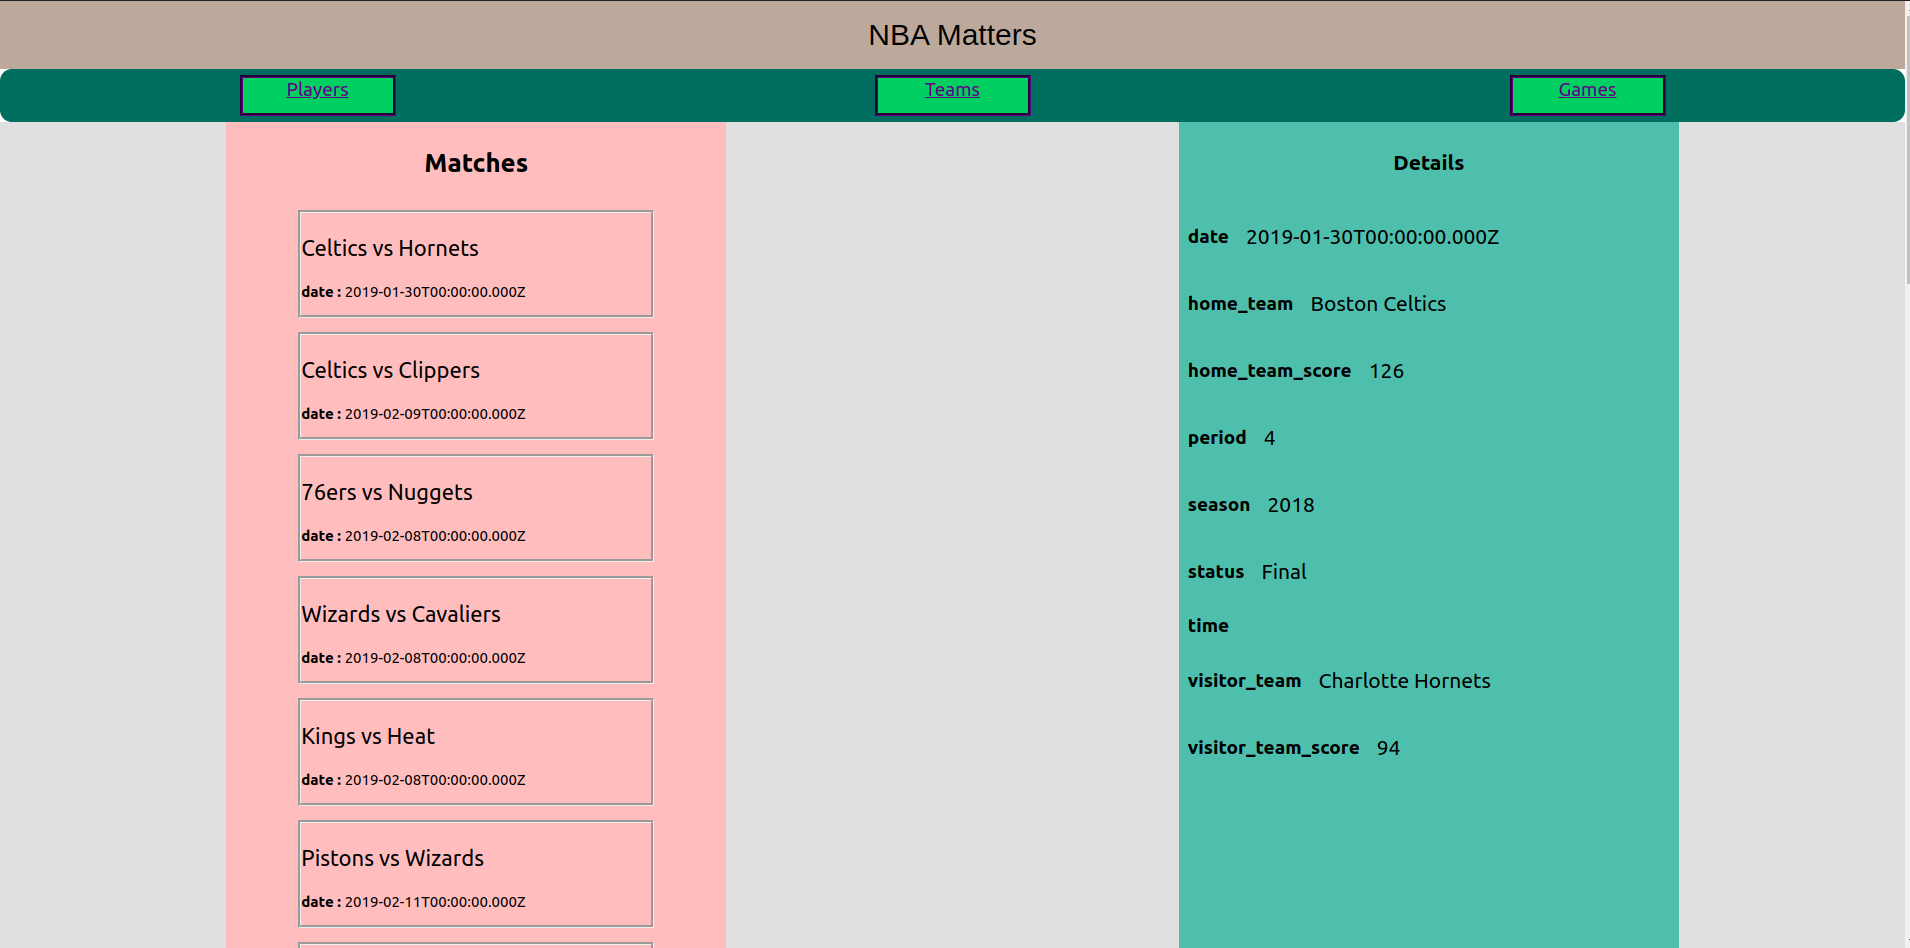 NBA Matters
Players
Teams
Games
Matches
Celtics vs Hornets
date : 2019-01-30T00:00:00.000Z
Celtics vs Clippers
date : 2019-02-09T00:00:00.000Z
76ers vs Nuggets
date : 2019-02-08T00:00:00.000Z
Wizards vs Cavaliers
date : 2019-02-08T00:00:00.000Z
Kings vs Heat
date : 2019-02-08T00:00:00.000Z
Pistons vs Wizards
date : 2019-02-11T00:00:00.000Z
Details
date 2019-01-30T00:00:00.000Z
home_team Boston Celtics
home_team_score 126
period 4
season 2018
status Final
time
visitor_team Charlotte Hornets
visitor_team_score 94